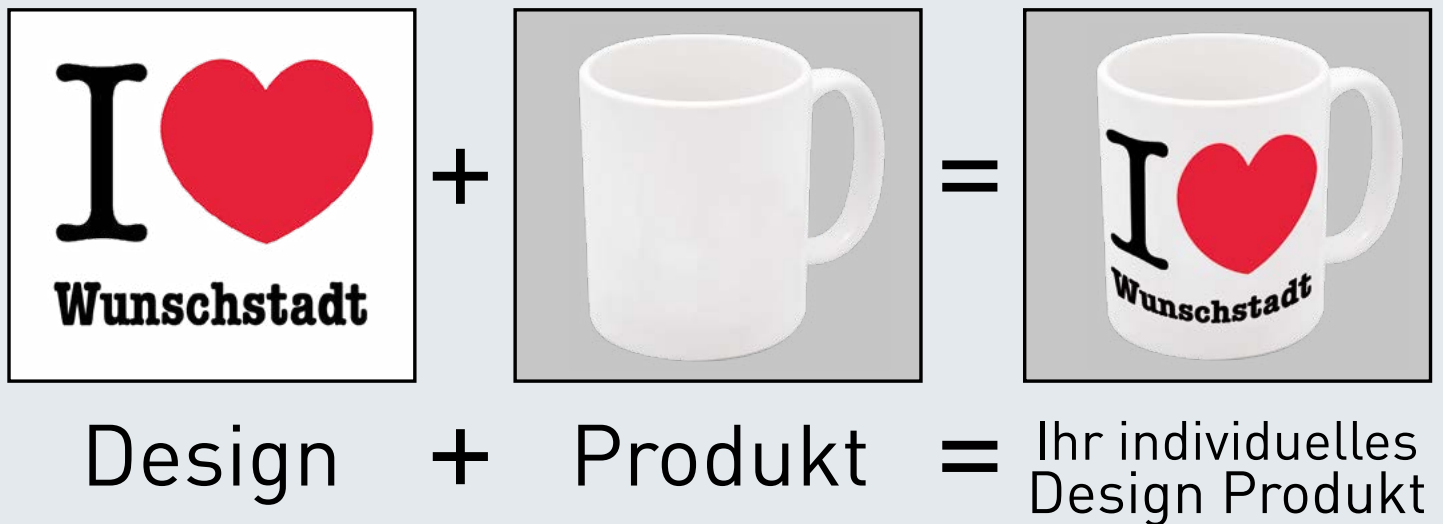 I
Wunschstadt
+
=
I
Wunschstadt
Design + Produkt = Ihr individuelles
Design Produkt